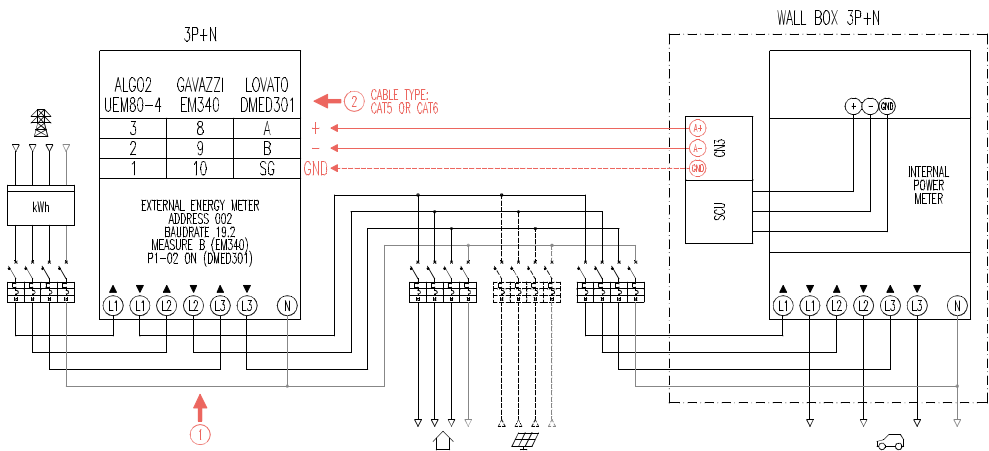 WALL BOX 3P+N
3P+N
ALGO2 GAVAZZI LOVATO
UEM80-4 EM340 DMED301
2 CABLE TYPE:
CAT5 OR CAT6
+ - GND
3 8 A + A+
2 9 B - A-
1 10 SG GND GND
CN3
SCU
INTERNAL
POWER
METER
kWh
EXTERNAL ENERGY METER
ADDRESS 002
BAUDRATE 19.2
MEASURE B (EM340)
P1-02 ON (DMED301)
L1 L1 L2 L2 L3 L3 N
L1 L1 L2 L2 L3 L3 N
1